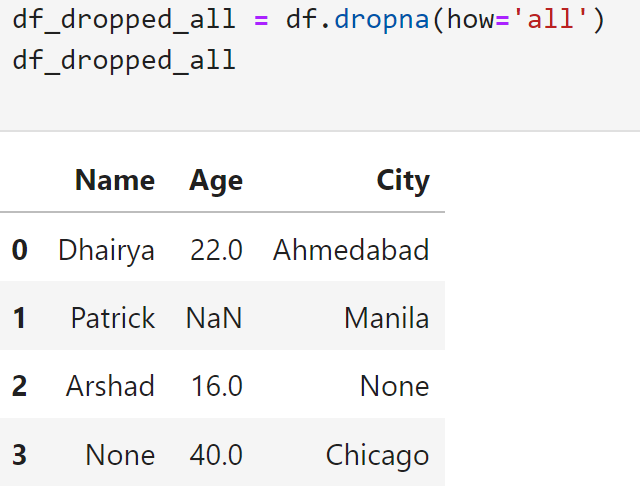 df_dropped_all = df.dropna(how='all')
df_dropped_all
Name Age City
0 Dhairya 22.0 Ahmedabad
1 Patrick NaN Manila
2 Arshad 16.0 None
3 None 40.0 Chicago